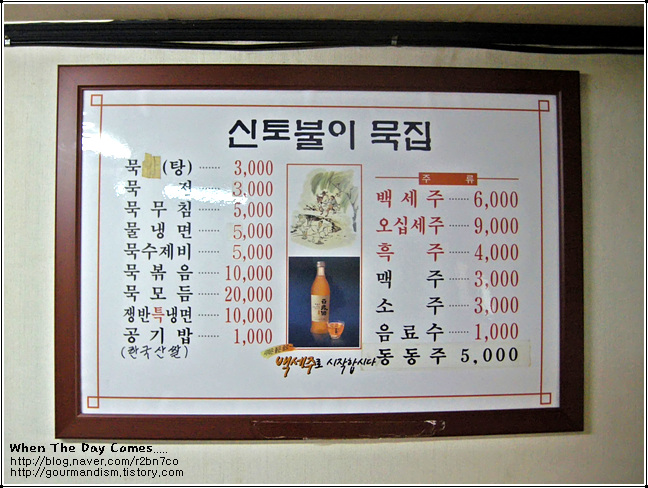 신토불이 묵집
묵 (탕) ······ 3,000
묵 전 3,000
묵 무 침 ······ 5,000
물 냉 면 ······ 5,000
묵수제비 ······ 5,000
묵 볶 음 ······ 10,000
묵 모 듬 ······ 20,000
쟁반특냉면 ······ 10,000
공 기 밥 ······ 1,000
(한국산쌀)
백세주로 시작합시다
주 류
백 세 주 ······ 6,000
오십세주 ······ 9,000
흑 주 ······ 4,000
맥 주 ······ 3,000
소 주 ······ 3,000
음 료 수 ······ 1,000
동 동 주 5,000
When The Day Comes.....
http://blog.naver.com/r2bn7co
http://gourmandism.tistory.com